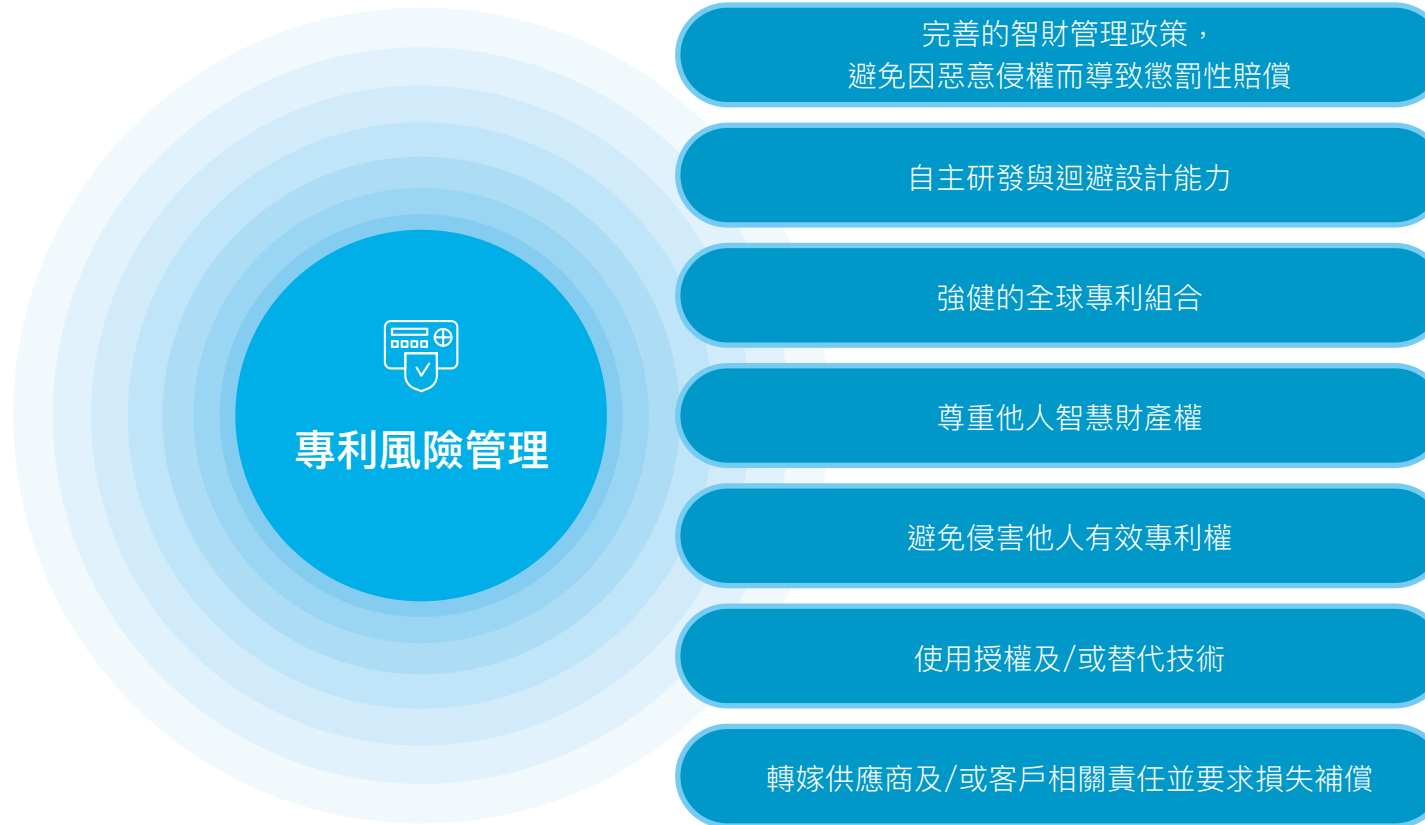 專利風險管理
完善的智財管理政策，
避免因惡意侵權而導致懲罰性賠償
自主研發與迴避設計能力
強健的全球專利組合
尊重他人智慧財產權
避免侵害他人有效專利權
使用授權及/或替代技術
轉嫁供應商及/或客戶相關責任並要求損失補償